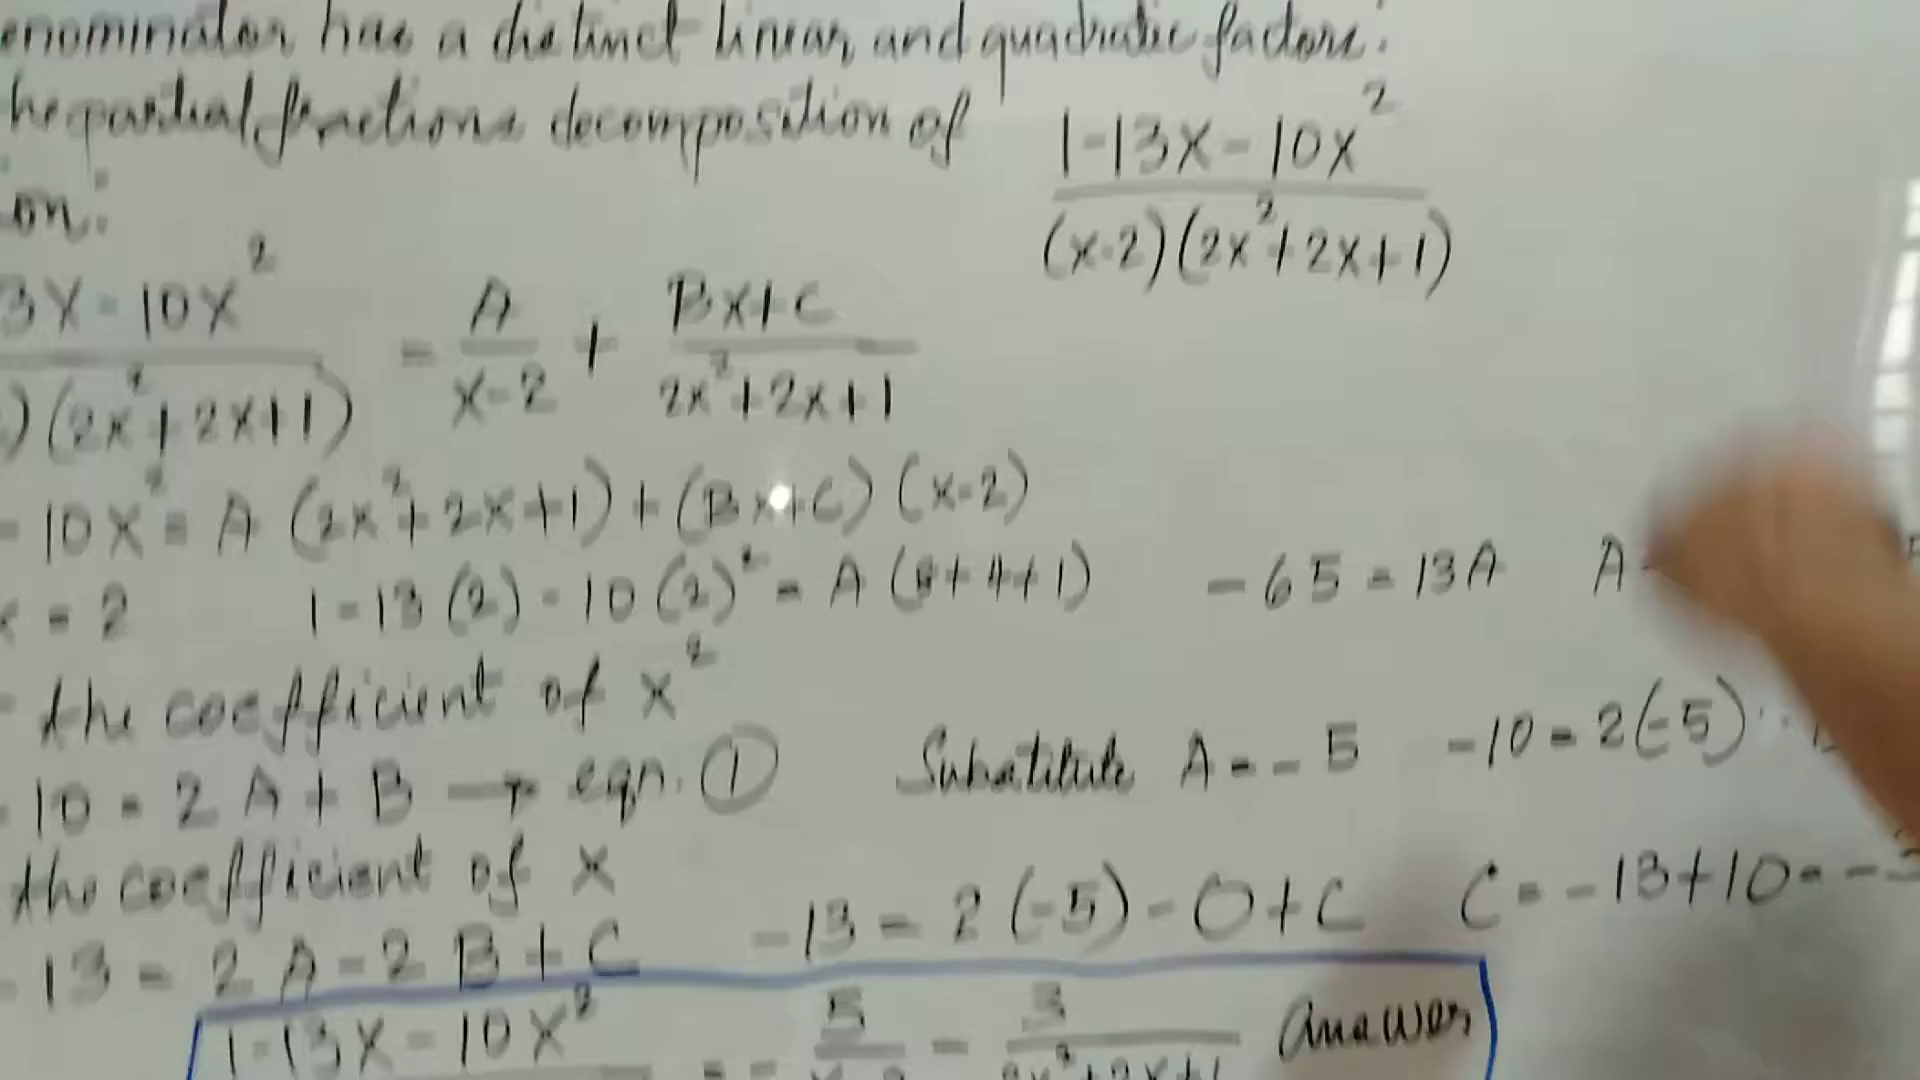 enominator has a distinct linear, and quadratic factors.
he partial fractions decomposition of 1-13x-10x² / (x-2)(2x²+2x+1)
on:
3x-10x² / )(2x²+2x+1) = A/x-2 + Bx+C / 2x²+2x+1
-10x² = A (2x²+2x+1) + (Bx+C) (x-2)
x = 2 1-13(2)-10(2)² = A (8+4+1) -65 = 13A A
- the coefficient of x²
-10 = 2A+B → eqn. ① Substitute A = -5 -10 = 2(-5)
the coefficient of x
-13 = 2A-2B+C -13 = 2(-5)-0+C C = -13+10 = -3
1-13x-10x² = - 5/x-2 - 3/2x²+2x+1 Answer